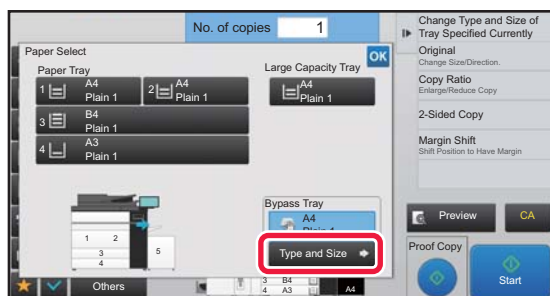 No. of copies 1
Paper Select
OK
Paper Tray
Large Capacity Tray
1 A4
Plain 1
2 A4
Plain 1
A4
Plain 1
3 B4
Plain 1
4 A3
Plain 1
1 2
3
4
5
Bypass Tray
A4
Plain 1
Type and Size
Others
3 B4
4 A3
A4
Change Type and Size of
Tray Specified Currently
Original
Change Size/Direction.
Copy Ratio
Enlarge/Reduce Copy
2-Sided Copy
Margin Shift
Shift Position to Have Margin
Preview
CA
Proof Copy
Start